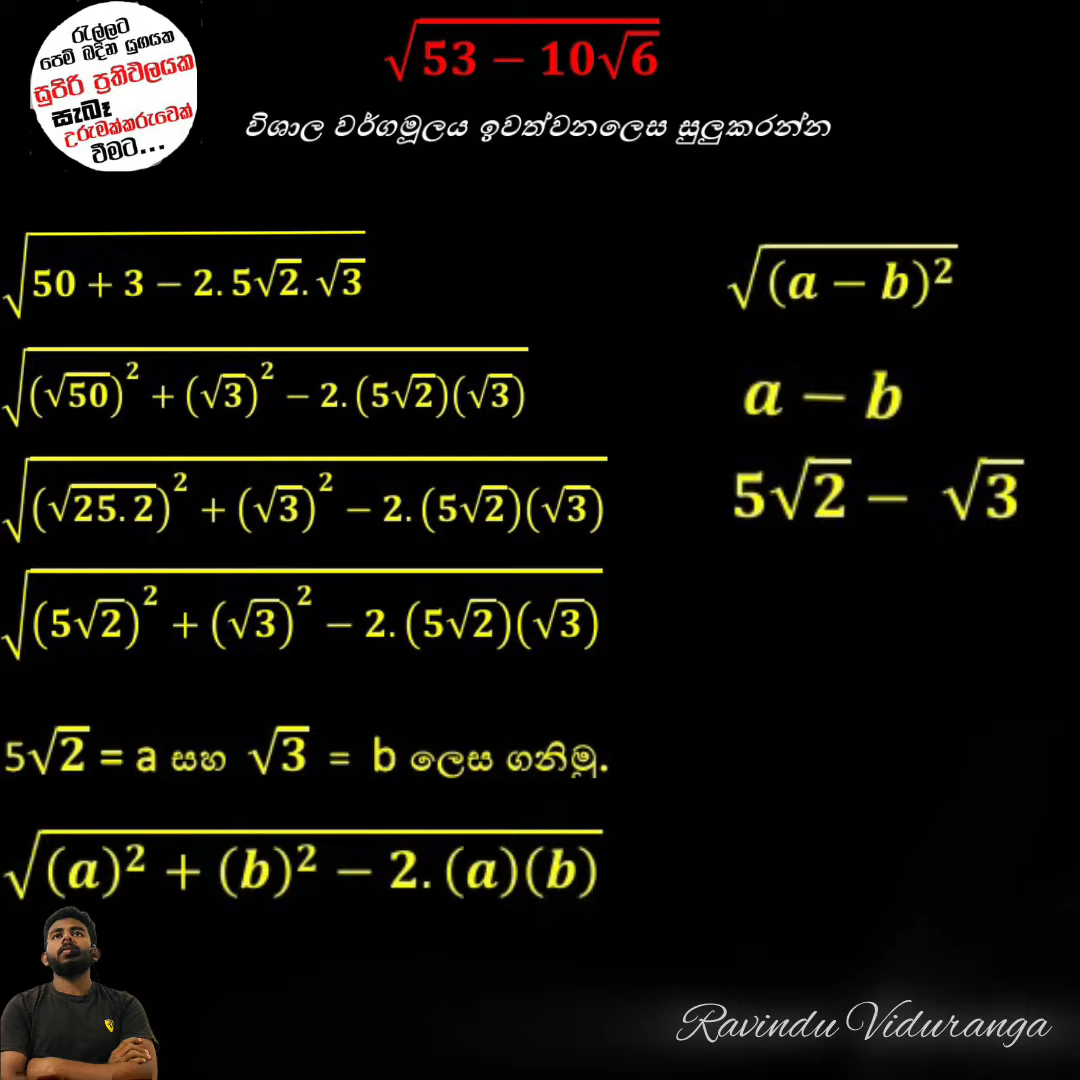 රැල්ලට
පෙම් බදින යුගයක
සුපිරි ප්‍රතිඵලයක
සැබෑ
උරුමක්කරුවෙක්
වීමට...
√(53 − 10√6)
විශාල වර්ගමූලය ඉවත්වනලෙස සුලුකරන්න
√(50 + 3 − 2. 5√2. √3)
√((√50)² + (√3)² − 2. (5√2)(√3))
√((√25. 2)² + (√3)² − 2. (5√2)(√3))
√((5√2)² + (√3)² − 2. (5√2)(√3))
5√2 = a සහ √3 = b ලෙස ගනිමු.
√((a)² + (b)² − 2. (a)(b))
√((a − b)²)
a − b
5√2 − √3
Ravindu Viduranga